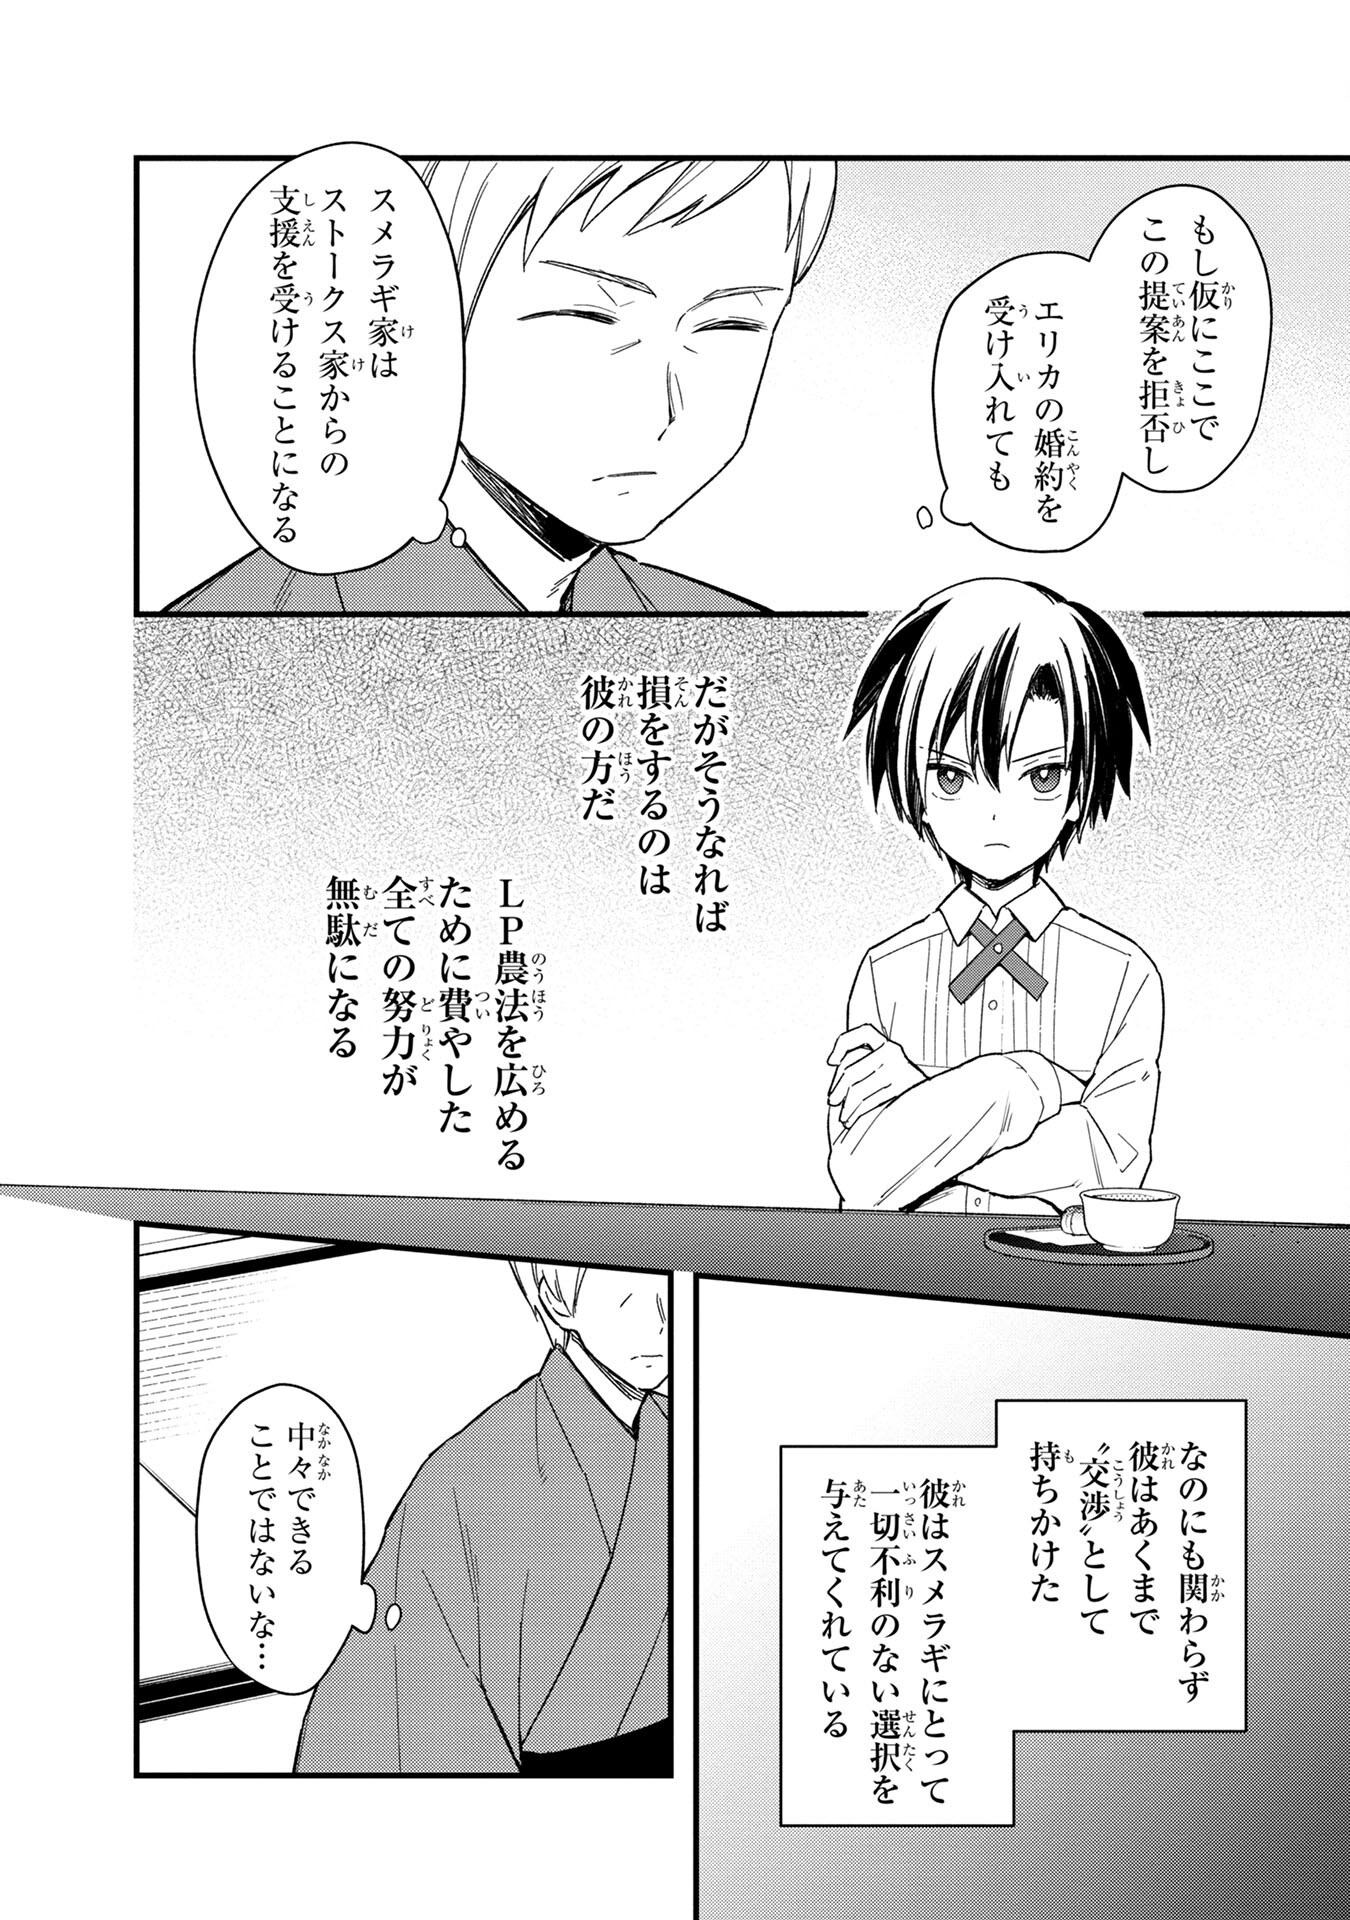 もし仮にここで
この提案を拒否し
エリカの婚約を
受け入れても
スメラギ家は
ストークス家からの
支援を受けることになる
だがそうなれば
損をするのは
彼の方だ
LP農法を広める
ために費やした
全ての努力が
無駄になる
なのにも関わらず
彼はあくまで
〝交渉〟として
持ちかけた
彼はスメラギにとって
一切不利のない選択を
与えてくれている
中々できる
ことではないな…